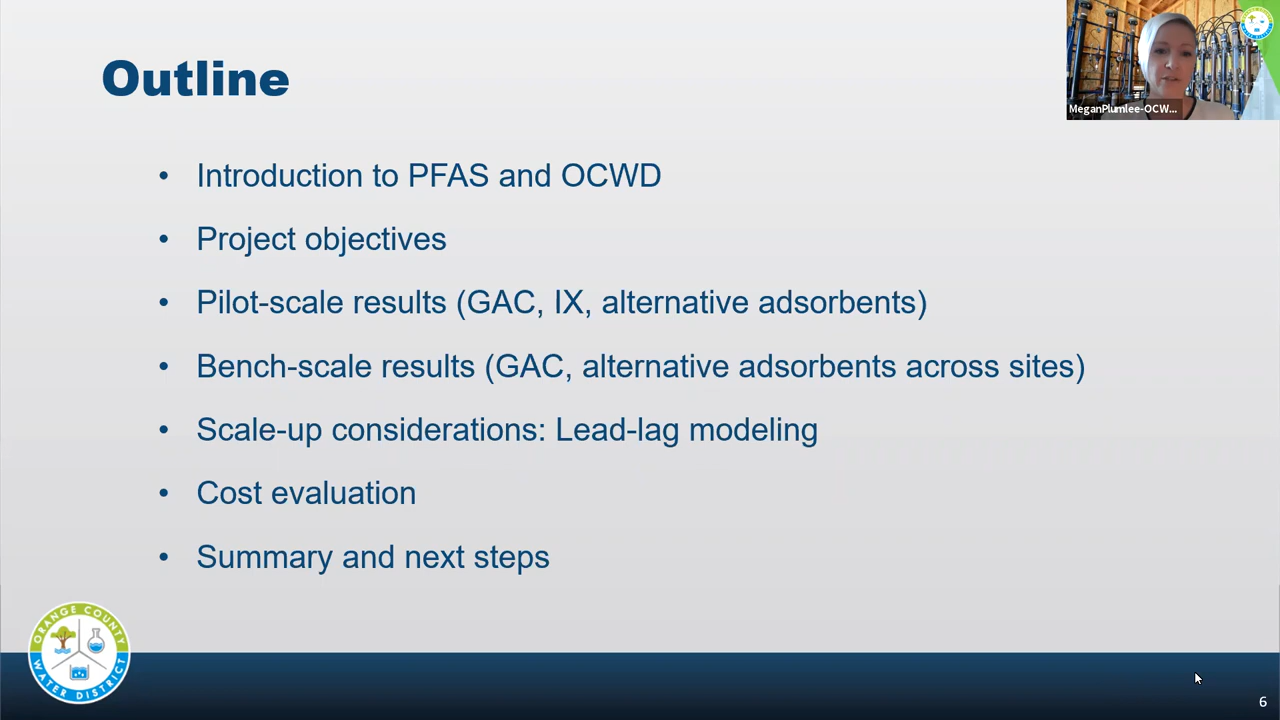 Outline
MeganPlumlee-OCW...
• Introduction to PFAS and OCWD
• Project objectives
• Pilot-scale results (GAC, IX, alternative adsorbents)
• Bench-scale results (GAC, alternative adsorbents across sites)
• Scale-up considerations: Lead-lag modeling
• Cost evaluation
• Summary and next steps
ORANGE COUNTY
WATER DISTRICT
6